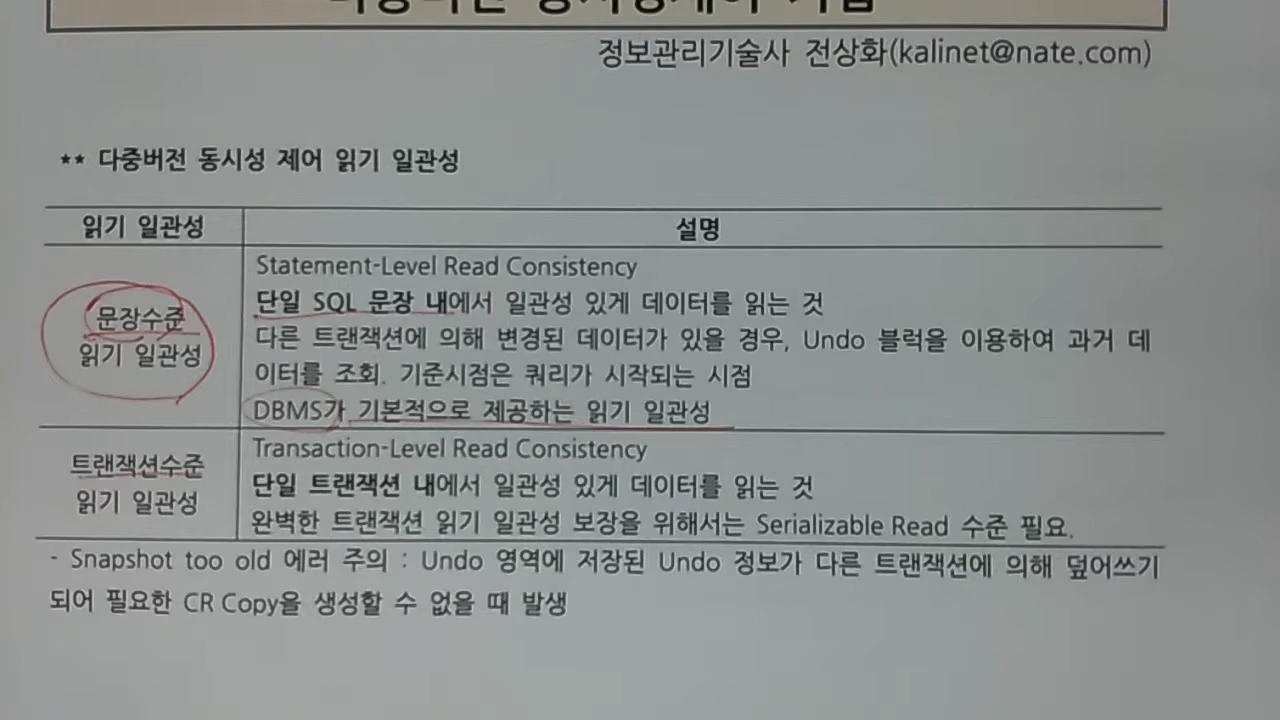 정보관리기술사 전상화(kalinet@nate.com)
** 다중버전 동시성 제어 읽기 일관성
읽기 일관성
설명
문장수준
읽기 일관성
Statement-Level Read Consistency
단일 SQL 문장 내에서 일관성 있게 데이터를 읽는 것
다른 트랜잭션에 의해 변경된 데이터가 있을 경우, Undo 블럭을 이용하여 과거 데
이터를 조회. 기준시점은 쿼리가 시작되는 시점
DBMS가 기본적으로 제공하는 읽기 일관성
트랜잭션수준
읽기 일관성
Transaction-Level Read Consistency
단일 트랜잭션 내에서 일관성 있게 데이터를 읽는 것
완벽한 트랜잭션 읽기 일관성 보장을 위해서는 Serializable Read 수준 필요.
- Snapshot too old 에러 주의 : Undo 영역에 저장된 Undo 정보가 다른 트랜잭션에 의해 덮어쓰기
되어 필요한 CR Copy을 생성할 수 없을 때 발생